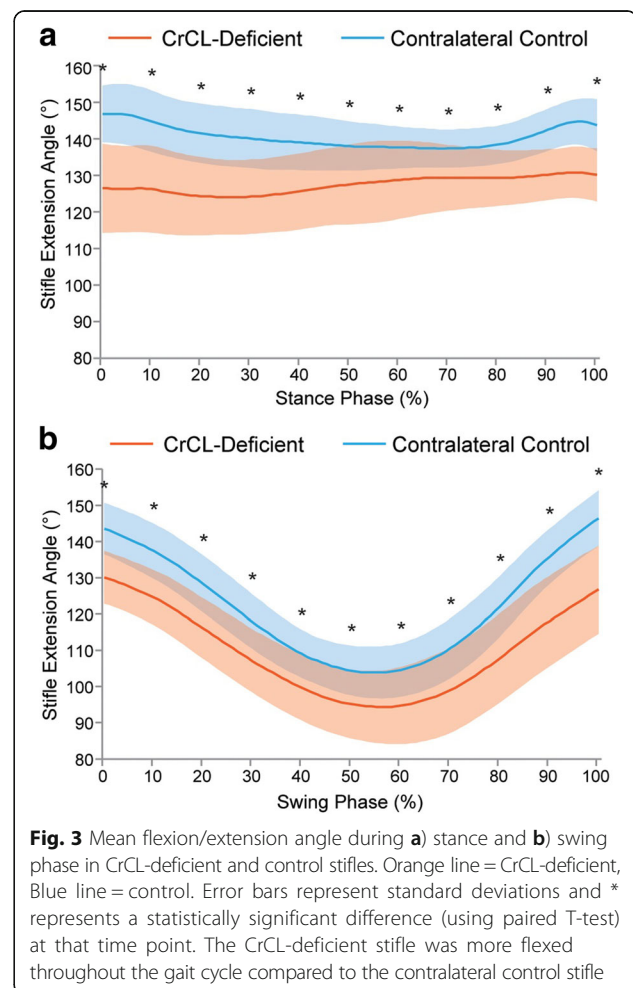 a
CrCL-Deficient Contralateral Control
160
150
140
130
120
110
100
90
80
Stifle Extension Angle (°)
* * * * * * * * * * *
0 10 20 30 40 50 60 70 80 90 100
Stance Phase (%)
b
CrCL-Deficient Contralateral Control
160
150
140
130
120
110
100
90
80
Stifle Extension Angle (°)
* * * * * * * * * * *
0 10 20 30 40 50 60 70 80 90 100
Swing Phase (%)
Fig. 3 Mean flexion/extension angle during a) stance and b) swing
phase in CrCL-deficient and control stifles. Orange line = CrCL-deficient,
Blue line = control. Error bars represent standard deviations and *
represents a statistically significant difference (using paired T-test)
at that time point. The CrCL-deficient stifle was more flexed
throughout the gait cycle compared to the contralateral control stifle